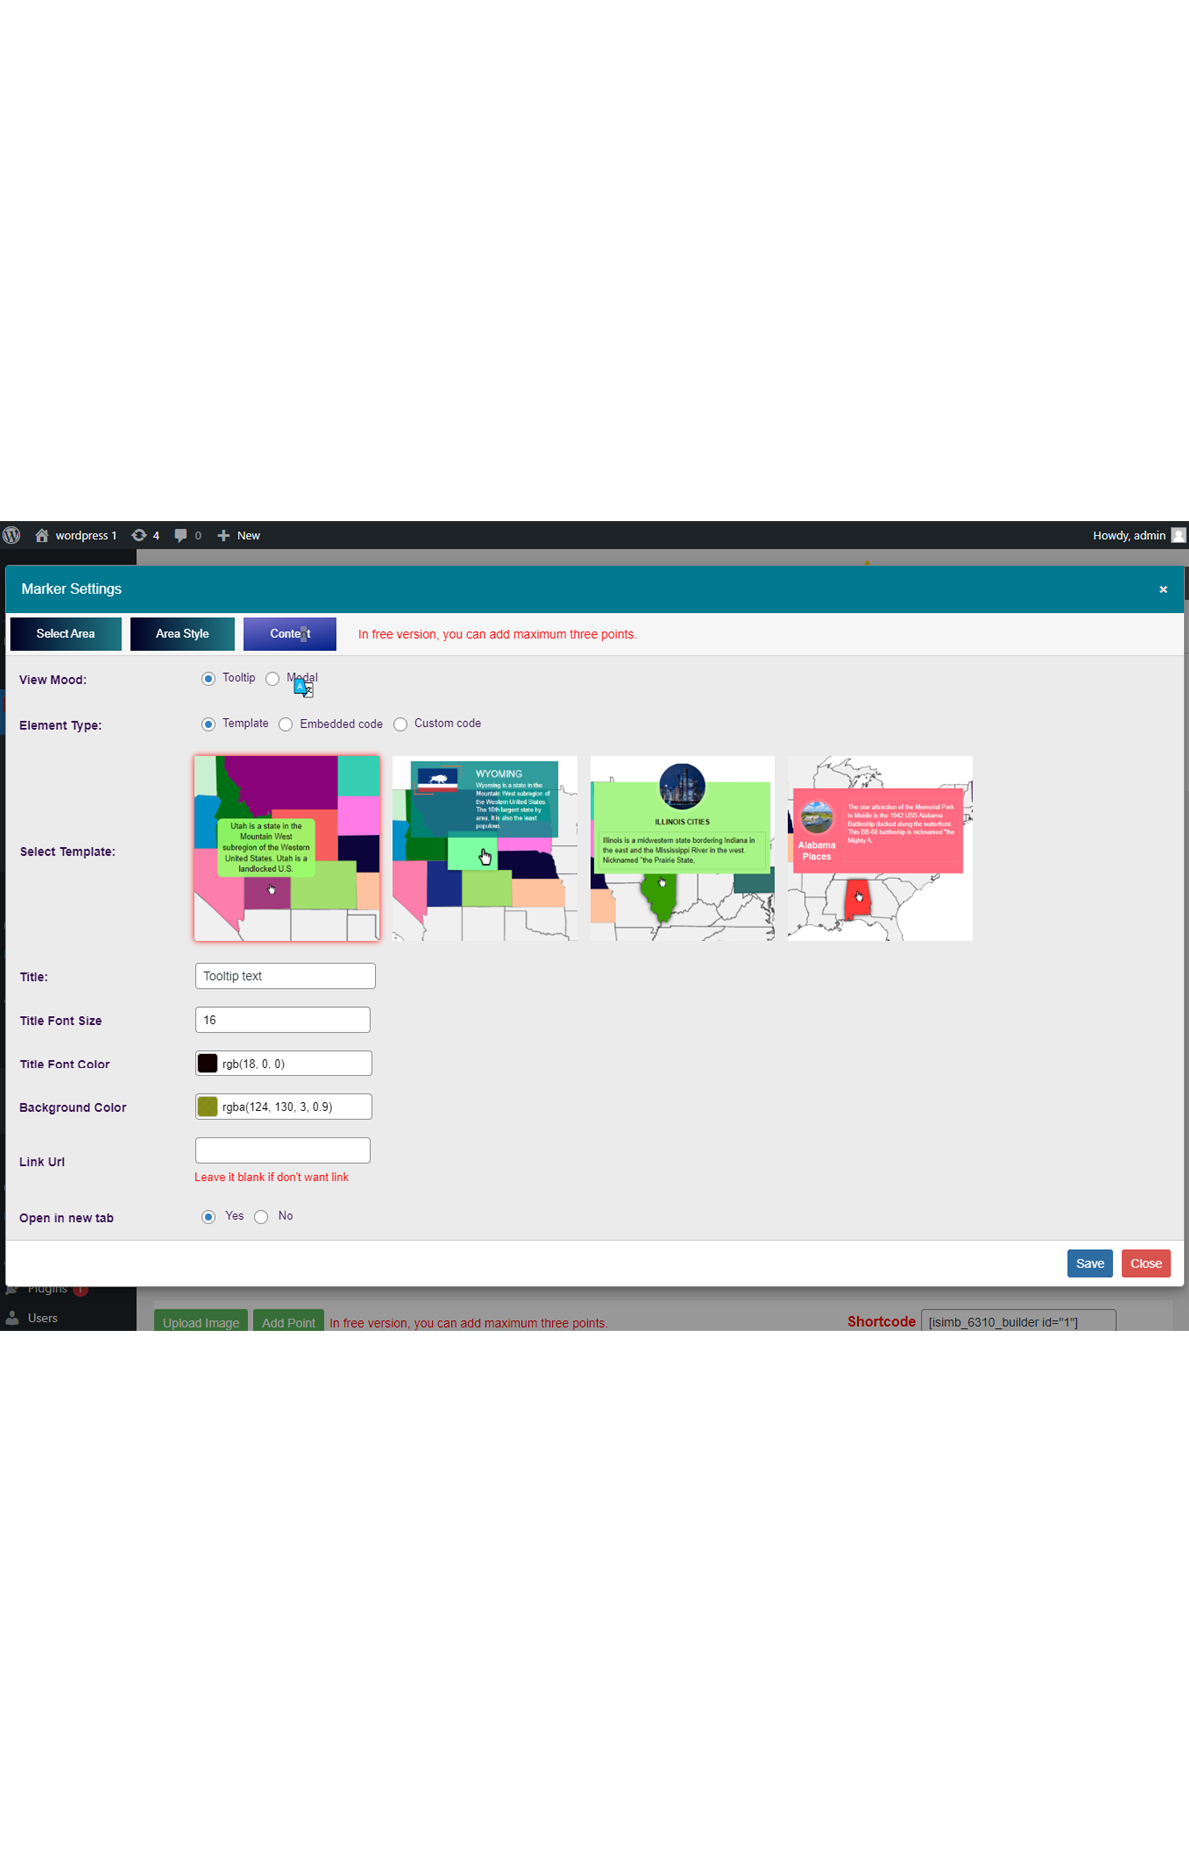 wordpress 1 4 0 + New Howdy, admin
Marker Settings ×
Select Area Area Style Content In free version, you can add maximum three points.
View Mood: Tooltip Modal
Element Type: Template Embedded code Custom code
Select Template:
Utah is a state in the
Mountain West
subregion of the Western
United States. Utah is a
landlocked U.S.
WYOMING
Wyoming is a state in the
Mountain West subregion of
the Western United States
The 10th largest state by
area, it is also the least
populous.
ILLINOIS CITIES
Illinois is a midwestern state bordering Indiana in
the east and the Mississippi River in the west.
Nicknamed "the Prairie State,
Alabama
Places
The star attraction of the Memorial Park
in Mobile is the 1942 USS Alabama
Battleship docked along the waterfront.
This BB-60 battleship is nicknamed "the
Mighty A.
Title: Tooltip text
Title Font Size 16
Title Font Color rgb(18, 0, 0)
Background Color rgba(124, 130, 3, 0.9)
Link Url
Leave it blank if don't want link
Open in new tab Yes No
Save Close
Plugins 1
Users
Upload Image Add Point In free version, you can add maximum three points. Shortcode [isimb_6310_builder id="1"]